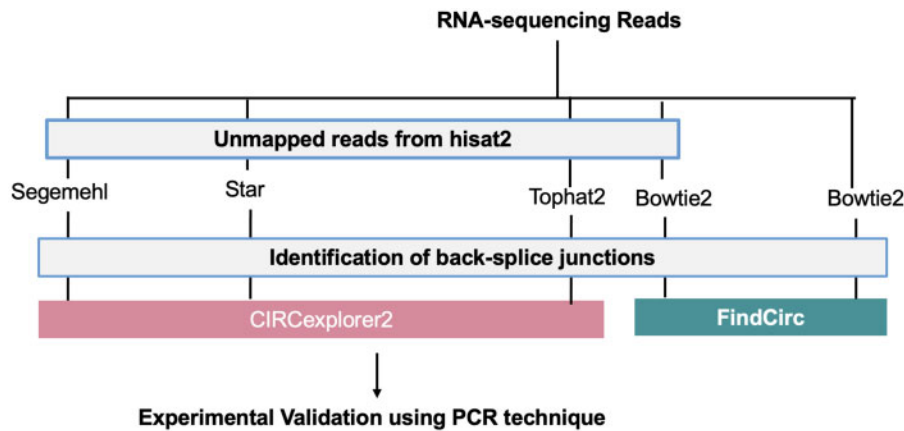 RNA-sequencing Reads
Unmapped reads from hisat2
Segemehl Star Tophat2 Bowtie2 Bowtie2
Identification of back-splice junctions
CIRCexplorer2 FindCirc
Experimental Validation using PCR technique